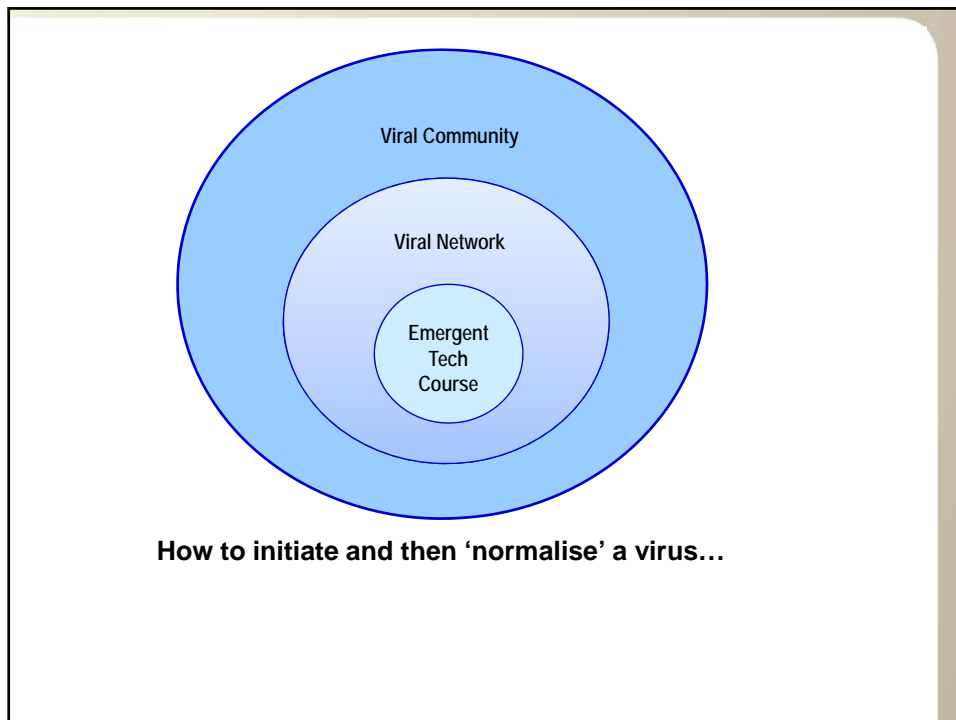 Viral Community
Viral Network
Emergent
Tech
Course
How to initiate and then ‘normalise’ a virus…